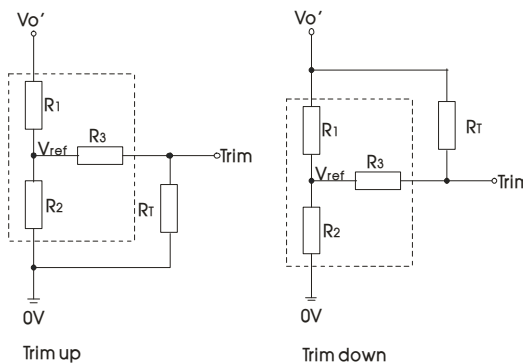 Vo'
R1
Vref
R3
Trim
R2
RT
0V
Trim up
Vo'
R1
RT
Vref
R3
Trim
R2
0V
Trim down